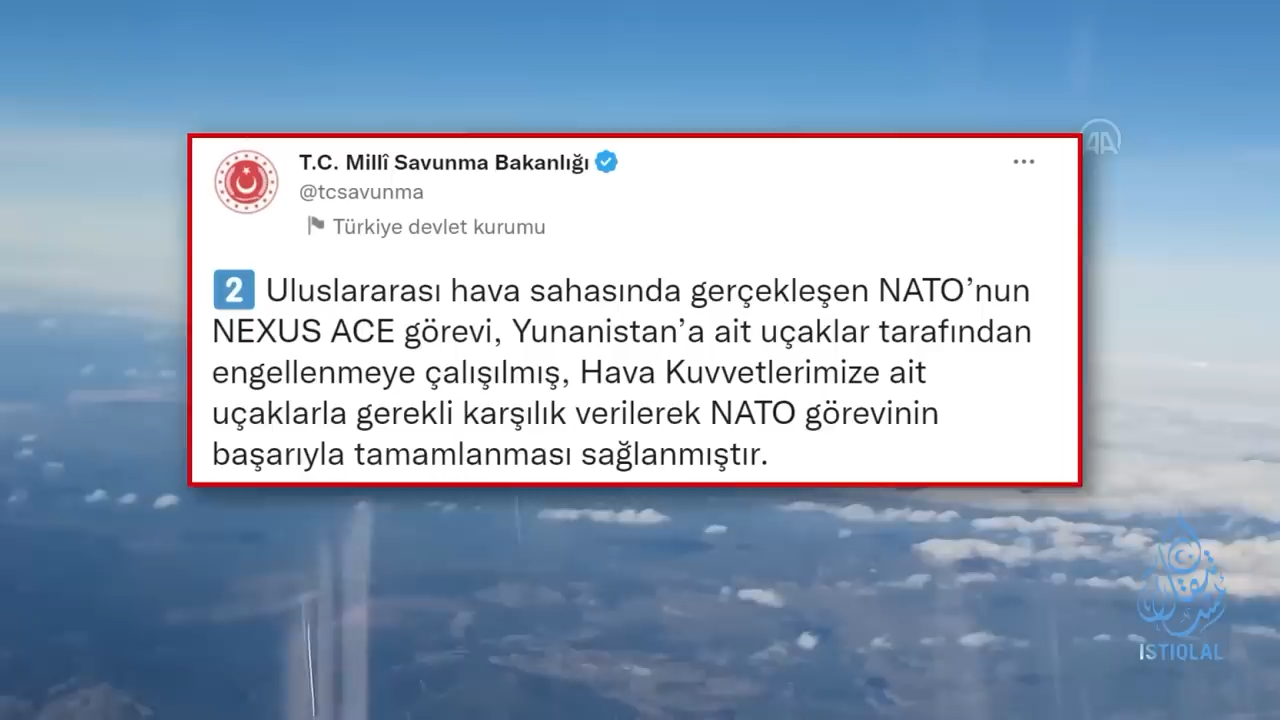 AA
T.C. Millî Savunma Bakanlığı
@tcsavunma
Türkiye devlet kurumu
2 Uluslararası hava sahasında gerçekleşen NATO’nun
NEXUS ACE görevi, Yunanistan’a ait uçaklar tarafından
engellenmeye çalışılmış, Hava Kuvvetlerimize ait
uçaklarla gerekli karşılık verilerek NATO görevinin
başarıyla tamamlanması sağlanmıştır.
ISTIQLAL